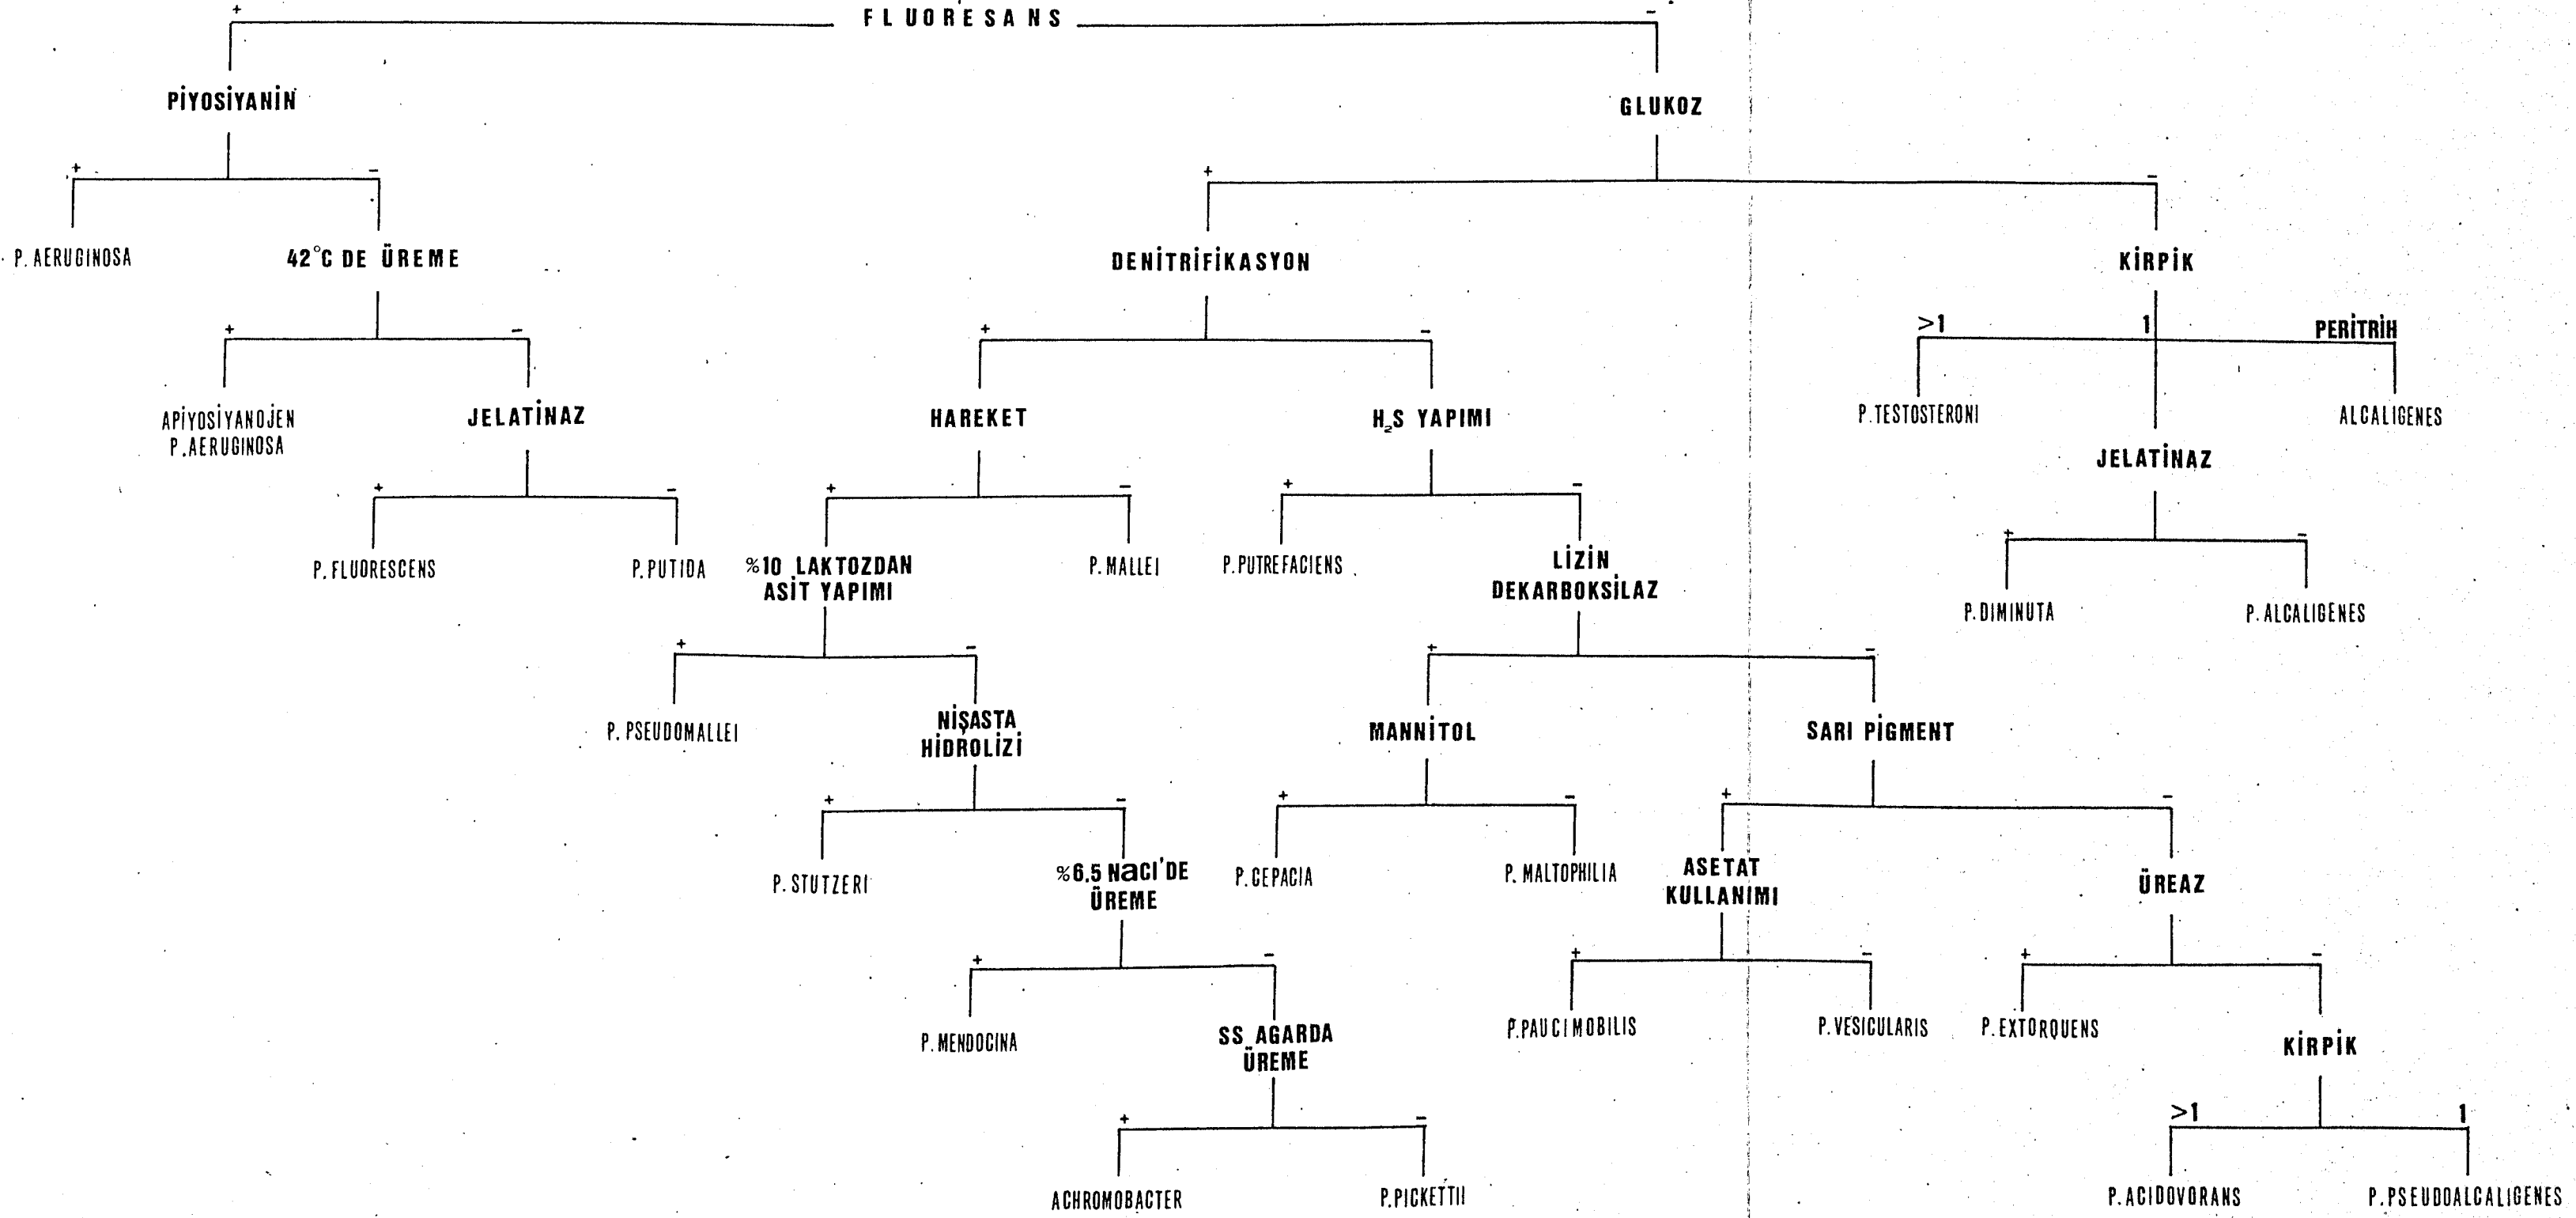 FLUORESANS
+ −
PİYOSİYANİN
GLUKOZ
+ −
+ −
P. AERUGINOSA
42°C DE ÜREME
DENİTRİFİKASYON
KİRPİK
+ −
+ −
>1 1 PERİTRİH
APİYOSİYANOJEN
P.AERUGINOSA
JELATİNAZ
HAREKET
H₂S YAPIMI
P.TESTOSTERONI
ALCALIGENES
JELATİNAZ
+ −
+ −
+ −
+ −
P. FLUORESCENS
P.PUTIDA
%10 LAKTOZDAN
ASİT YAPIMI
P.MALLEI
P.PUTREFACIENS
LİZİN
DEKARBOKSİLAZ
P.DIMINUTA
P.ALCALIGENES
+ −
+ −
P. PSEUDOMALLEI
NİŞASTA
HİDROLİZİ
MANNİTOL
SARI PİGMENT
+ −
+ −
+ −
P. STUTZERI
%6.5 NaCl'DE
ÜREME
P.CEPACIA
P. MALTOPHILIA
ASETAT
KULLANIMI
ÜREAZ
+ −
+ −
+ −
P.MENDOCINA
SS AGARDA
ÜREME
P.PAUCIMOBILIS
P.VESICULARIS
P.EXTORQUENS
KİRPİK
+ −
>1 1
ACHROMOBACTER
P.PICKETTII
P.ACIDOVORANS
P.PSEUDOALCALIGENES